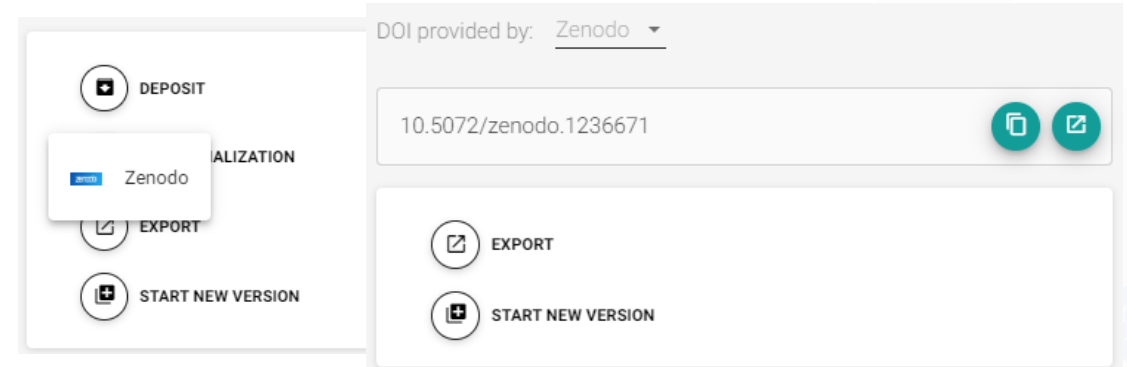 DEPOSIT
ALIZATION
Zenodo
EXPORT
START NEW VERSION
DOI provided by: Zenodo
10.5072/zenodo.1236671
EXPORT
START NEW VERSION